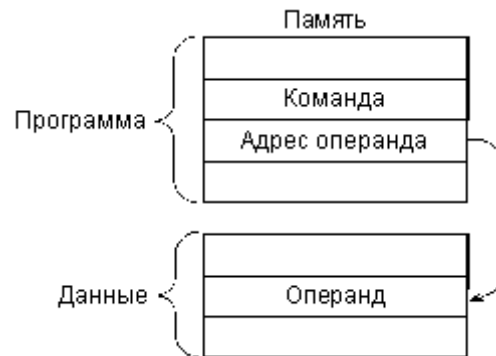 Память
Команда
Программа
Адрес операнда
Данные
Операнд